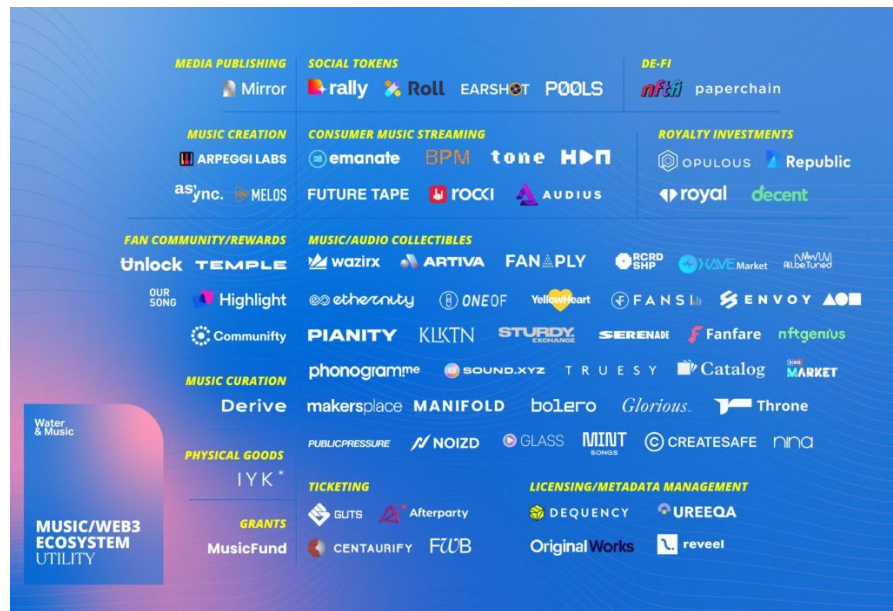 MEDIA PUBLISHING
Mirror
SOCIAL TOKENS
rally Roll EARSHOT PØØLS
DE-FI
nftfi paperchain
MUSIC CREATION
ARPEGGI LABS
async. MELOS
CONSUMER MUSIC STREAMING
emanate BPM tone
FUTURE TAPE rocki AUDIUS
ROYALTY INVESTMENTS
OPULOUS Republic
royal decent
FAN COMMUNITY/REWARDS
Unlock TEMPLE
OUR
SONG
Highlight
Communifty
MUSIC/AUDIO COLLECTIBLES
wazirx ARTIVA FANAPLY
RCRD
SHP
Market
ethernity ONEOF YellowHeart FANSI ENVOY
PIANITY KLKTN
STURDY.
EXCHANGE
SERENADE Fanfare nftgenius
phonogramme SOUND.XYZ TRUESY Catalog
MARKET
makersplace MANIFOLD bolero Glorious. Throne
PUBLICPRESSURE NOIZD GLASS
MINT
SONGS
CREATESAFE nina
MUSIC CURATION
Derive
PHYSICAL GOODS
IYK*
GRANTS
MusicFund
TICKETING
GUTS Afterparty
CENTAURIFY FWB
LICENSING/METADATA MANAGEMENT
DEQUENCY UREEQA
OriginalWorks reveel
Water
& Music
MUSIC/WEB3
ECOSYSTEM
UTILITY